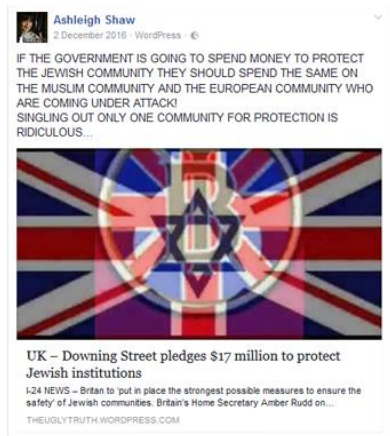 Ashleigh Shaw
2 December 2016 · WordPress ·
IF THE GOVERNMENT IS GOING TO SPEND MONEY TO PROTECT
THE JEWISH COMMUNITY THEY SHOULD SPEND THE SAME ON
THE MUSLIM COMMUNITY AND THE EUROPEAN COMMUNITY WHO
ARE COMING UNDER ATTACK!
SINGLING OUT ONLY ONE COMMUNITY FOR PROTECTION IS
RIDICULOUS...
B
UK – Downing Street pledges $17 million to protect
Jewish institutions
I-24 NEWS – Britan to 'put in place the strongest possible measures to ensure the
safety' of Jewish communities. Britain's Home Secretary Amber Rudd on...
THEUGLYTRUTH.WORDPRESS.COM